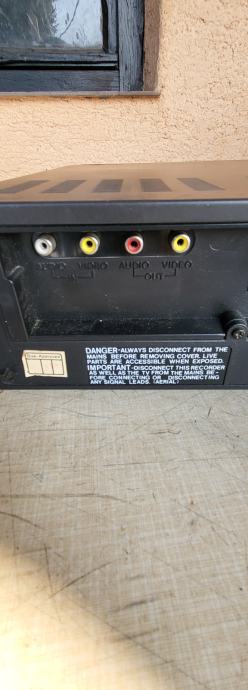 AUDIO VIDEO AUDIO VIDEO
IN OUT
DANGER-ALWAYS DISCONNECT FROM THE
MAINS BEFORE REMOVING COVER. LIVE
PARTS ARE ACCESSIBLE WHEN EXPOSED.
IMPORTANT-DISCONNECT THIS RECORDER
AS WELL AS THE TV FROM THE MAINS BE-
FORE CONNECTING OR DISCONNECTING
ANY SIGNAL LEADS. (AERIAL)